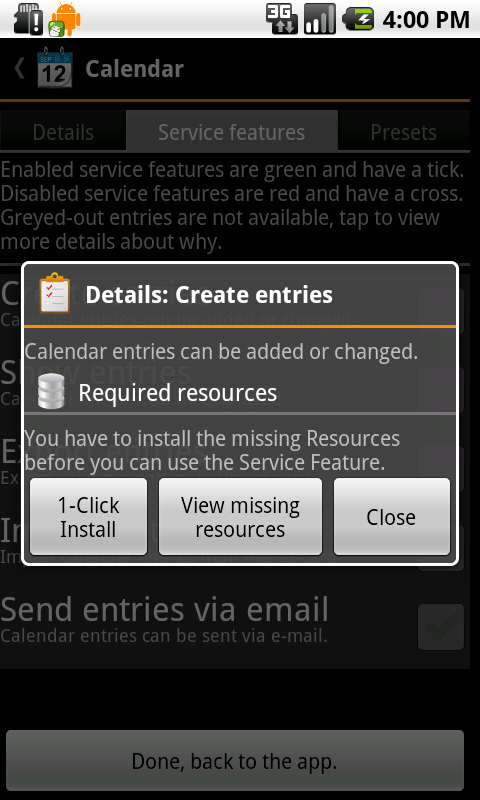 3G
4:00 PM
SEP
12
Calendar
Details
Service features
Presets
Enabled service features are green and have a tick.
Disabled service features are red and have a cross.
Greyed-out entries are not available, tap to view
more details about why.
Details: Create entries
Calendar entries can be added or changed.
Required resources
You have to install the missing Resources
before you can use the Service Feature.
1-Click
Install
View missing
resources
Close
Send entries via email
Calendar entries can be sent via e-mail.
Done, back to the app.